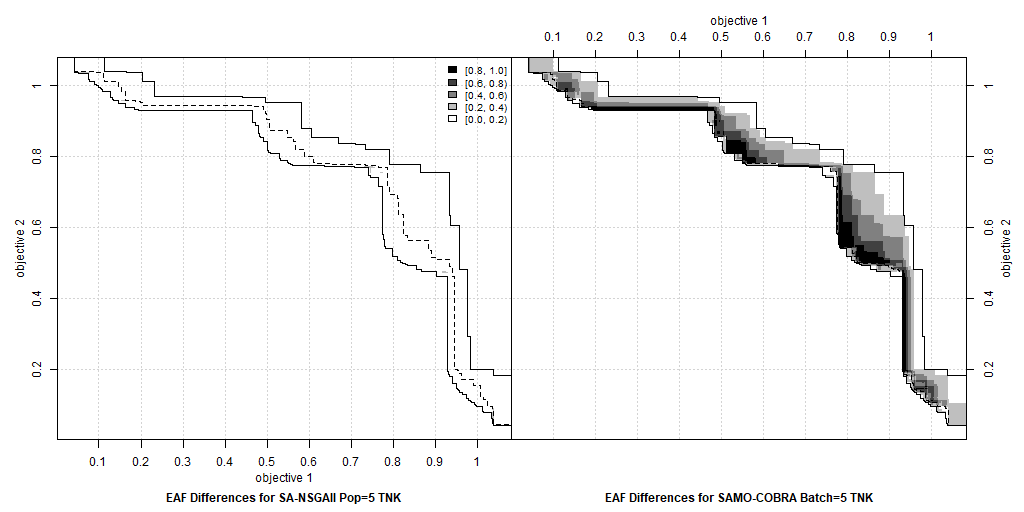 objective 1
0.1 0.2 0.3 0.4 0.5 0.6 0.7 0.8 0.9 1
[0.8, 1.0]
[0.6, 0.8)
[0.4, 0.6)
[0.2, 0.4)
[0.0, 0.2)
1
0.8
0.6
0.4
0.2
objective 2
1
0.8
0.6
0.4
0.2
objective 2
0.1 0.2 0.3 0.4 0.5 0.6 0.7 0.8 0.9 1
objective 1
EAF Differences for SA-NSGAII Pop=5 TNK
EAF Differences for SAMO-COBRA Batch=5 TNK